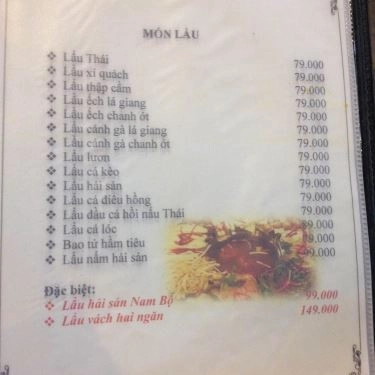 MÓN LẨU
❖ Lẩu Thái 79.000
❖ Lẩu xí quách 79.000
❖ Lẩu thập cẩm 79.000
❖ Lẩu ếch lá giang 79.000
❖ Lẩu ếch chanh ớt 79.000
❖ Lẩu cánh gà lá giang 79.000
❖ Lẩu cánh gà chanh ớt 79.000
❖ Lẩu lươn 79.000
❖ Lẩu cá kèo 79.000
❖ Lẩu hải sản 79.000
❖ Lẩu cá điêu hồng 79.000
❖ Lẩu đầu cá hồi nấu Thái
❖ Lẩu cá lóc
❖ Bao tử hầm tiêu
❖ Lẩu nấm hải sản
Đặc biệt:
❖ Lẩu hải sản Nam Bộ 99.000
❖ Lẩu vách hai ngăn 149.000